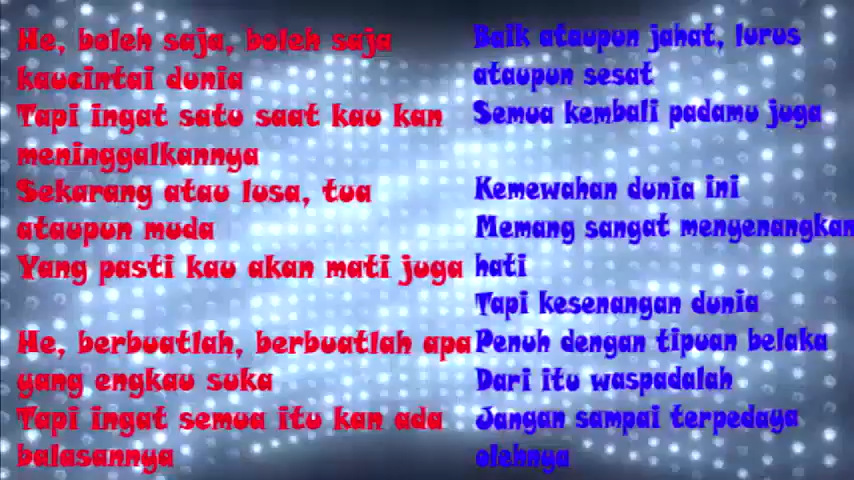 He, boleh saja, boleh saja
kaucintai dunia
Tapi ingat satu saat kau kan
meninggalkannya
Sekarang atau lusa, tua
ataupun muda
Yang pasti kau akan mati juga
He, berbuatlah, berbuatlah apa
yang engkau suka
Tapi ingat semua itu kan ada
balasannya
Baik ataupun jahat, lurus
ataupun sesat
Semua kembali padamu juga
Kemewahan dunia ini
Memang sangat menyenangkan
hati
Tapi kesenangan dunia
Penuh dengan tipuan belaka
Dari itu waspadalah
Jangan sampai terpedaya
olehnya